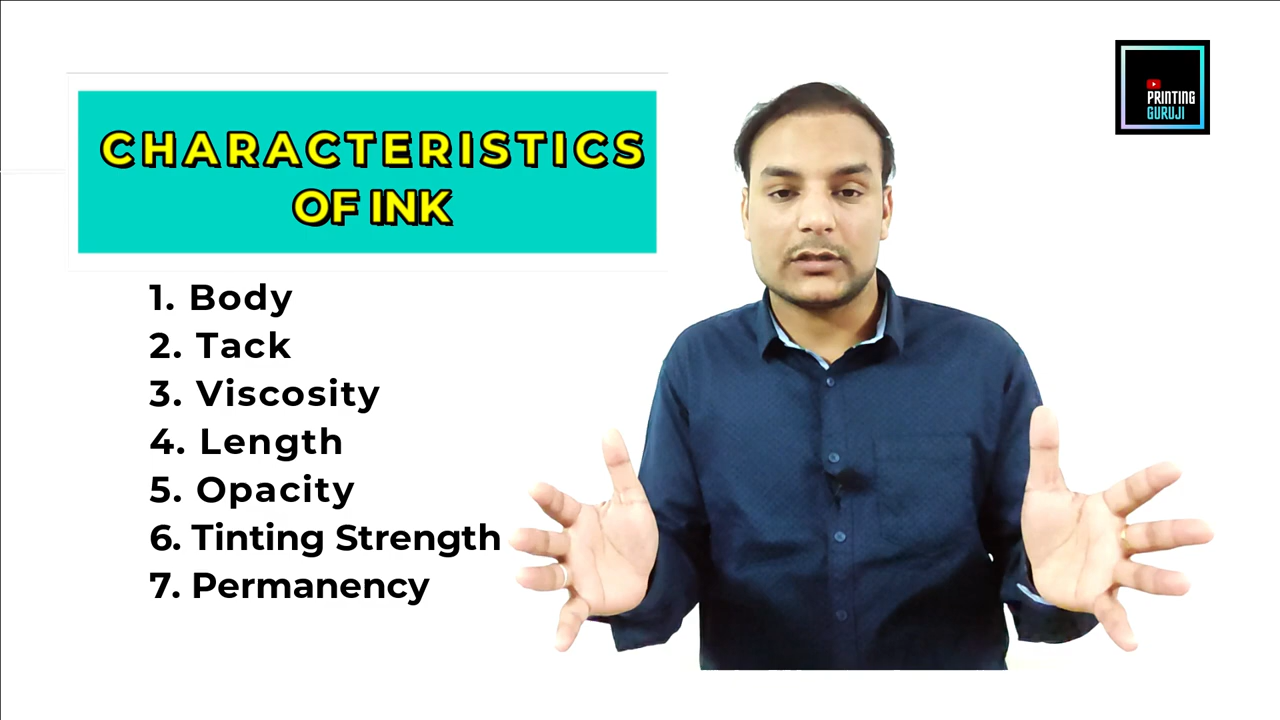 CHARACTERISTICS
OF INK
1. Body
2. Tack
3. Viscosity
4. Length
5. Opacity
6. Tinting Strength
7. Permanency
PRINTING
GURUJI